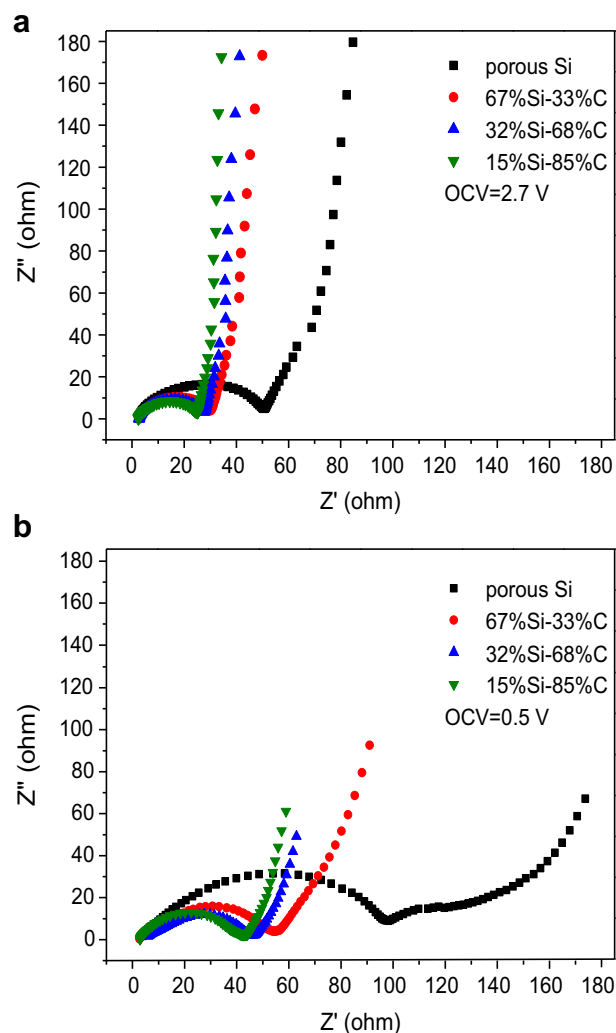 a
180
160
140
120
100
80
60
40
20
0
Z'' (ohm)
porous Si
67%Si-33%C
32%Si-68%C
15%Si-85%C
OCV=2.7 V
0 20 40 60 80 100 120 140 160 180
Z' (ohm)
b
180
160
140
120
100
80
60
40
20
0
Z'' (ohm)
porous Si
67%Si-33%C
32%Si-68%C
15%Si-85%C
OCV=0.5 V
0 20 40 60 80 100 120 140 160 180
Z' (ohm)